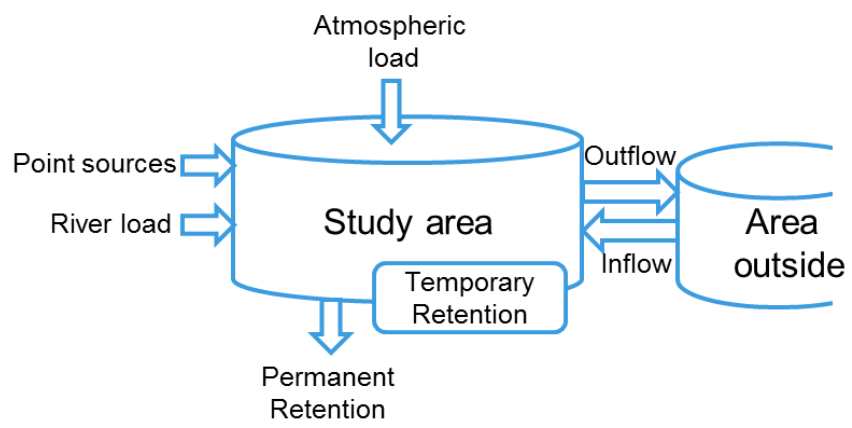 Atmospheric
load
Point sources
River load
Study area
Outflow
Inflow
Area
outside
Temporary
Retention
Permanent
Retention